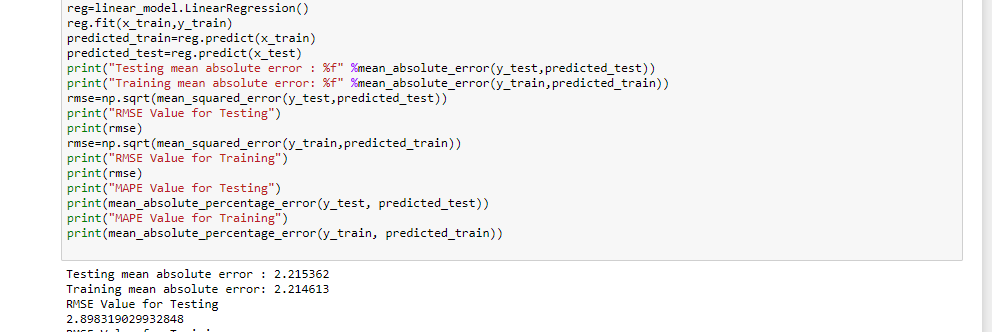 reg=linear_model.LinearRegression()
reg.fit(x_train,y_train)
predicted_train=reg.predict(x_train)
predicted_test=reg.predict(x_test)
print("Testing mean absolute error : %f" %mean_absolute_error(y_test,predicted_test))
print("Training mean absolute error: %f" %mean_absolute_error(y_train,predicted_train))
rmse=np.sqrt(mean_squared_error(y_test,predicted_test))
print("RMSE Value for Testing")
print(rmse)
rmse=np.sqrt(mean_squared_error(y_train,predicted_train))
print("RMSE Value for Training")
print(rmse)
print("MAPE Value for Testing")
print(mean_absolute_percentage_error(y_test, predicted_test))
print("MAPE Value for Training")
print(mean_absolute_percentage_error(y_train, predicted_train))
Testing mean absolute error : 2.215362
Training mean absolute error: 2.214613
RMSE Value for Testing
2.898319029932848